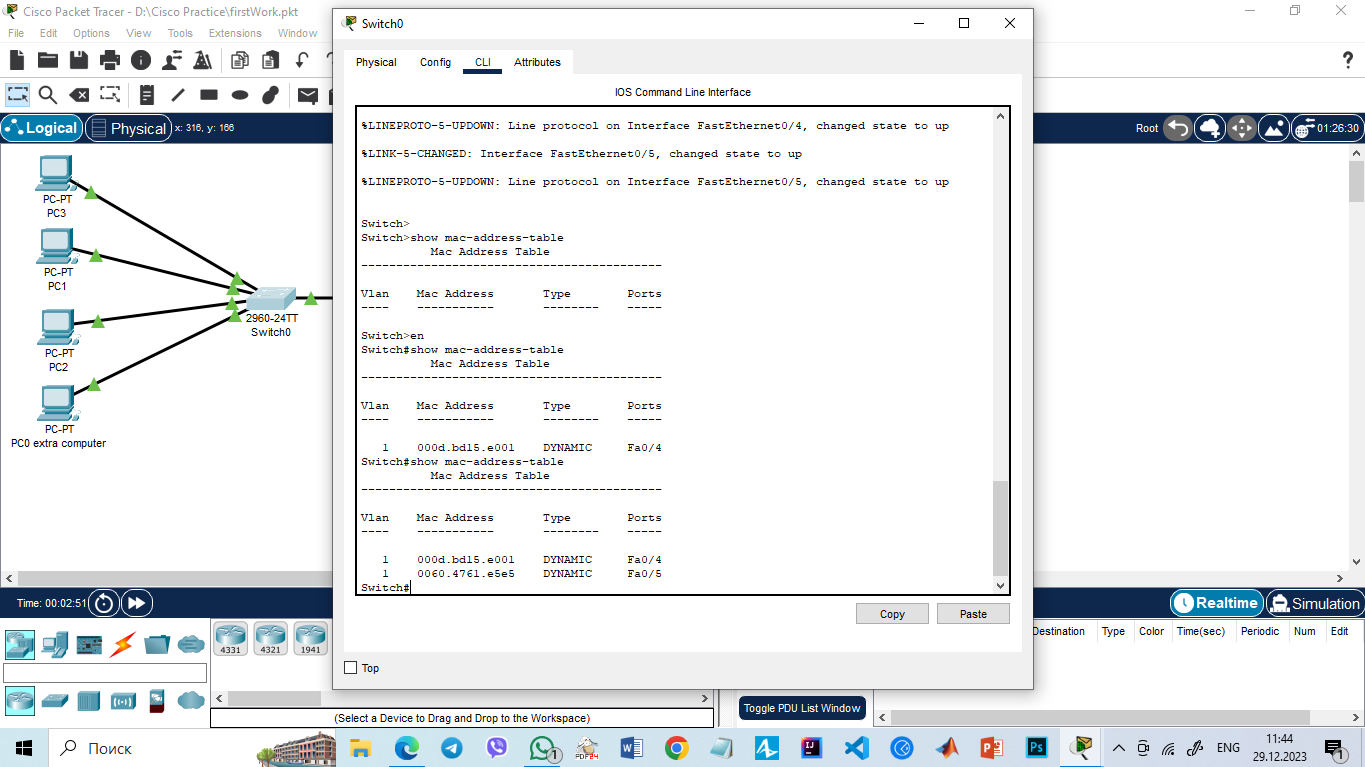 Cisco Packet Tracer - D:\Cisco Practice\firstWork.pkt
File Edit Options View Tools Extensions Window
Switch0
Physical Config CLI Attributes
IOS Command Line Interface
Logical Physical x: 316, y: 166
Root 01:26:30
%LINEPROTO-5-UPDOWN: Line protocol on Interface FastEthernet0/4, changed state to up
%LINK-5-CHANGED: Interface FastEthernet0/5, changed state to up
%LINEPROTO-5-UPDOWN: Line protocol on Interface FastEthernet0/5, changed state to up
Switch>
Switch>show mac-address-table
Mac Address Table
-------------------------------------------
Vlan Mac Address Type Ports
---- ----------- -------- -----
Switch>en
Switch#show mac-address-table
Mac Address Table
-------------------------------------------
Vlan Mac Address Type Ports
---- ----------- -------- -----
1 000d.bd15.e001 DYNAMIC Fa0/4
Switch#show mac-address-table
Mac Address Table
-------------------------------------------
Vlan Mac Address Type Ports
---- ----------- -------- -----
1 000d.bd15.e001 DYNAMIC Fa0/4
1 0060.4761.e5e5 DYNAMIC Fa0/5
Switch#
Copy Paste
Top
PC-PT
PC3
PC-PT
PC1
2960-24TT
Switch0
PC-PT
PC2
PC-PT
PC0 extra computer
Time: 00:02:51
Realtime Simulation
4331 4321 1941
Destination Type Color Time(sec) Periodic Num Edit
(Select a Device to Drag and Drop to the Workspace)
Toggle PDU List Window
Поиск
PDF24
ENG
11:44
29.12.2023
1
1